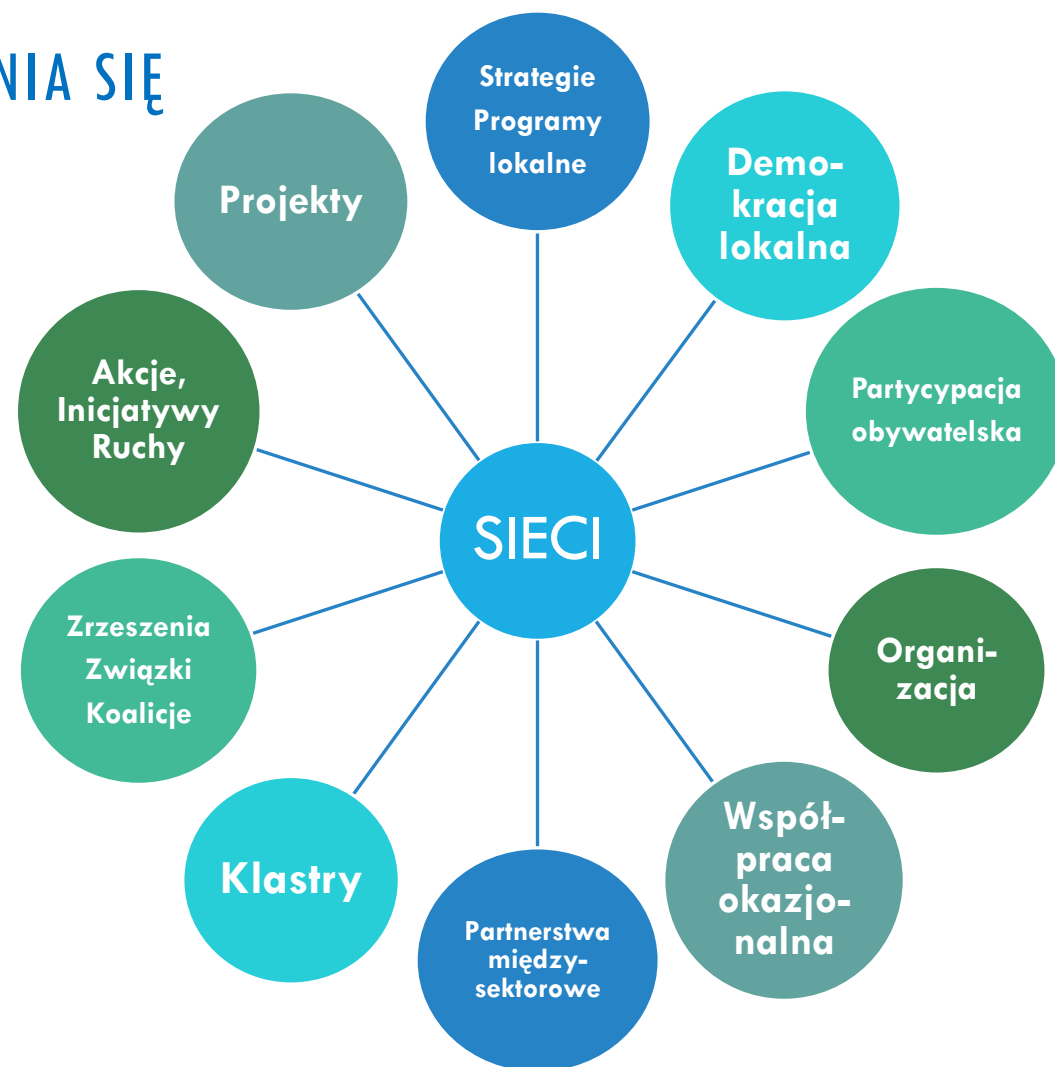 NIA SIĘ
Strategie
Programy
lokalne
Demo-
kracja
lokalna
Partycypacja
obywatelska
Organi-
zacja
Współ-
praca
okazjo-
nalna
Partnerstwa
między-
sektorowe
Klastry
Zrzeszenia
Związki
Koalicje
Akcje,
Inicjatywy
Ruchy
Projekty
SIECI